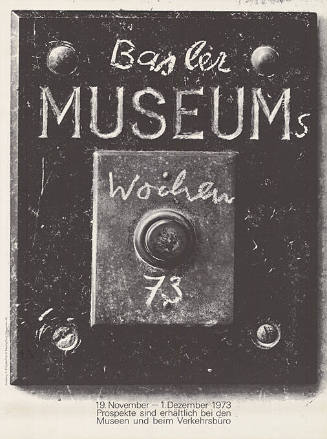 Basler
MUSEUMs
Wochen
73
19. November – 1. Dezember 1973
Prospekte sind erhältlich bei den
Museen und beim Verkehrsbüro